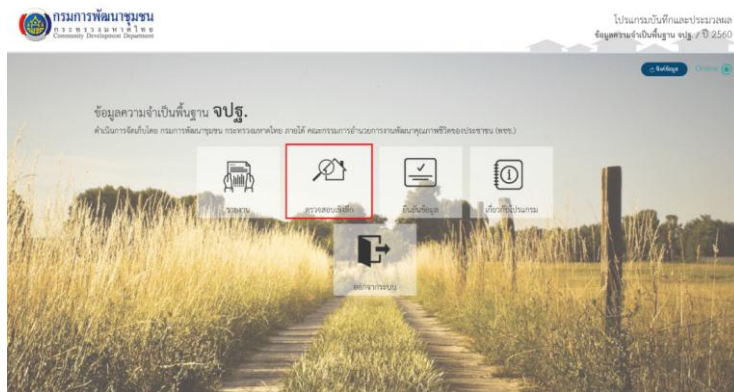 กรมการพัฒนาชุมชน
กระทรวงมหาดไทย
Community Development Department
โปรแกรมบันทึกและประมวลผล
ข้อมูลความจำเป็นพื้นฐาน จปฐ. / ปี 2560
ซิงค์ข้อมูล Online
ข้อมูลความจำเป็นพื้นฐาน จปฐ.
ดำเนินการจัดเก็บโดย กรมการพัฒนาชุมชน กระทรวงมหาดไทย ภายใต้ คณะกรรมการอำนวยการงานพัฒนาคุณภาพชีวิตของประชาชน (พชช.)
รายงาน
ตรวจสอบ/บันทึก
ยืนยันข้อมูล
เกี่ยวกับโปรแกรม
ออกจากระบบ